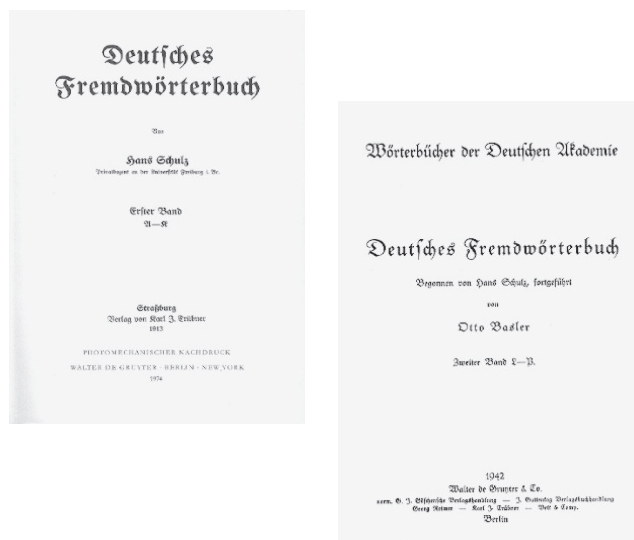 Deutsches
Fremdwörterbuch
Von
Hans Schulz
Privatdozent an der Universität Freiburg i. Br.
Erster Band
A—K
Straßburg
Verlag von Karl J. Trübner
1913
PHOTOMECHANISCHER NACHDRUCK
WALTER DE GRUYTER · BERLIN · NEW YORK
1974
Wörterbücher der Deutschen Akademie
Deutsches Fremdwörterbuch
Begonnen von Hans Schulz, fortgeführt
von
Otto Basler
Zweiter Band L—P.
1942
Walter de Gruyter & Co.
vorm. G. J. Göschensche Verlagshandlung — J. Guttentag Verlagsbuchhandlung
Georg Reimer — Karl J. Trübner — Veit & Comp.
Berlin